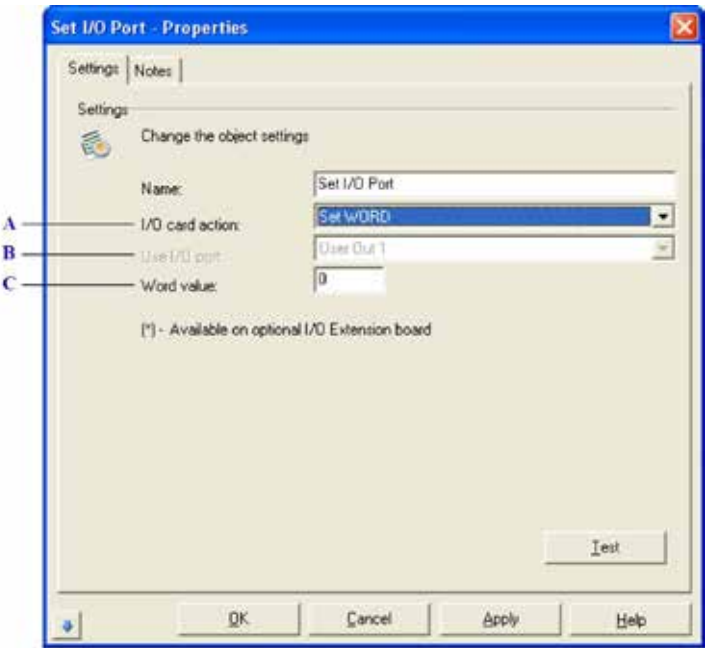 Set I/O Port - Properties
Settings Notes
Settings
Change the object settings
Name: Set I/O Port
A I/O card action: Set WORD
B Use I/O port: User Out 1
C Word value: 0
(*) - Available on optional I/O Extension board
Test
OK Cancel Apply Help